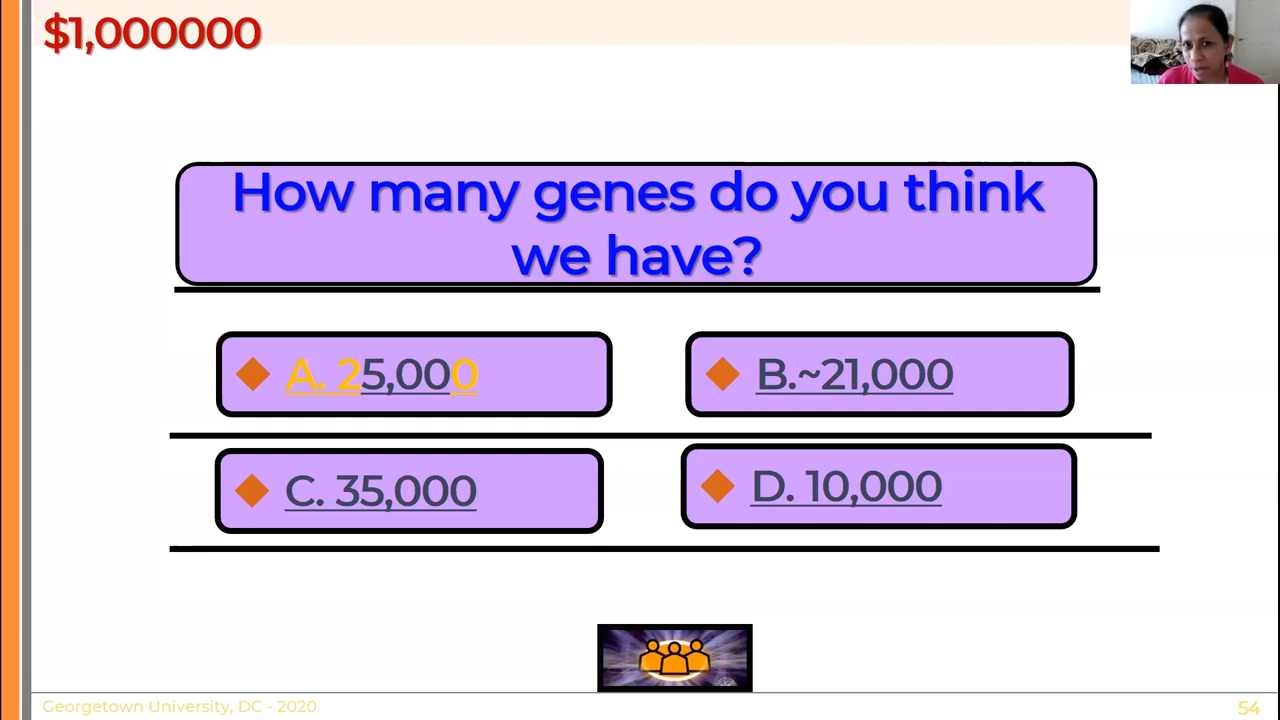 $1,000000
How many genes do you think
we have?
A. 25,000
B.~21,000
C. 35,000
D. 10,000
Georgetown University, DC - 2020
54